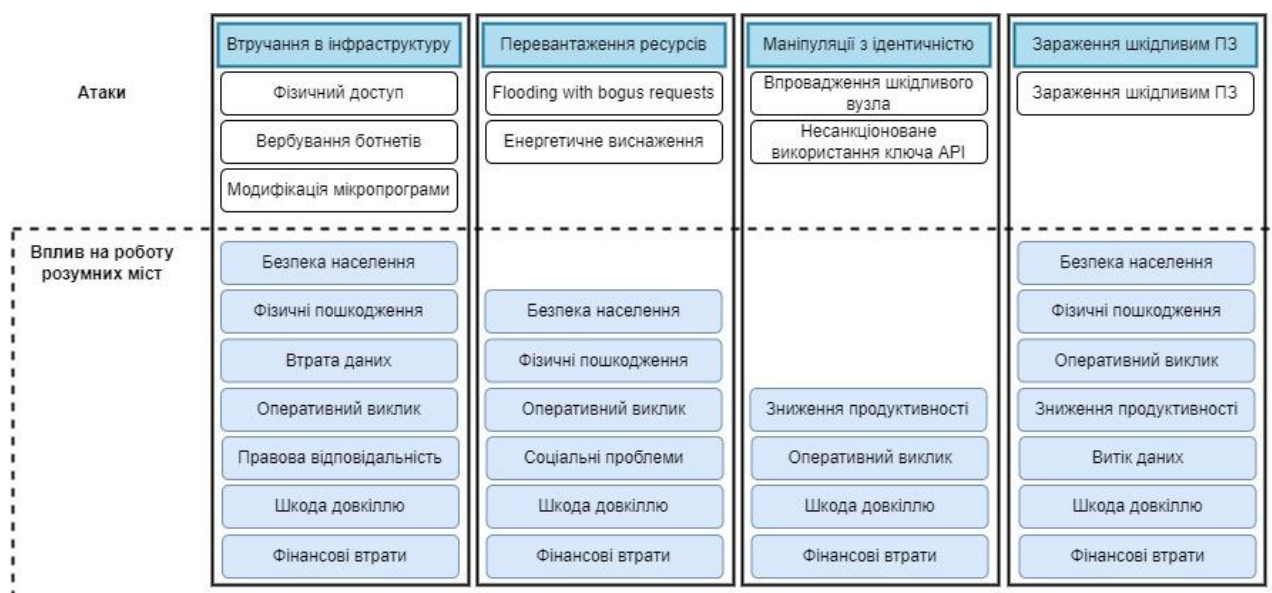 Втручання в інфраструктуру
Перевантаження ресурсів
Маніпуляції з ідентичністю
Зараження шкідливим ПЗ
Атаки
Фізичний доступ
Flooding with bogus requests
Впровадження шкідливого
вузла
Зараження шкідливим ПЗ
Вербування ботнетів
Енергетичне виснаження
Несанкціоноване
використання ключа API
Модифікація мікропрограми
Вплив на роботу
розумних міст
Безпека населення
Безпека населення
Фізичні пошкодження
Безпека населення
Фізичні пошкодження
Втрата даних
Фізичні пошкодження
Оперативний виклик
Оперативний виклик
Оперативний виклик
Зниження продуктивності
Зниження продуктивності
Правова відповідальність
Соціальні проблеми
Оперативний виклик
Витік даних
Шкода довкіллю
Шкода довкіллю
Шкода довкіллю
Шкода довкіллю
Фінансові втрати
Фінансові втрати
Фінансові втрати
Фінансові втрати